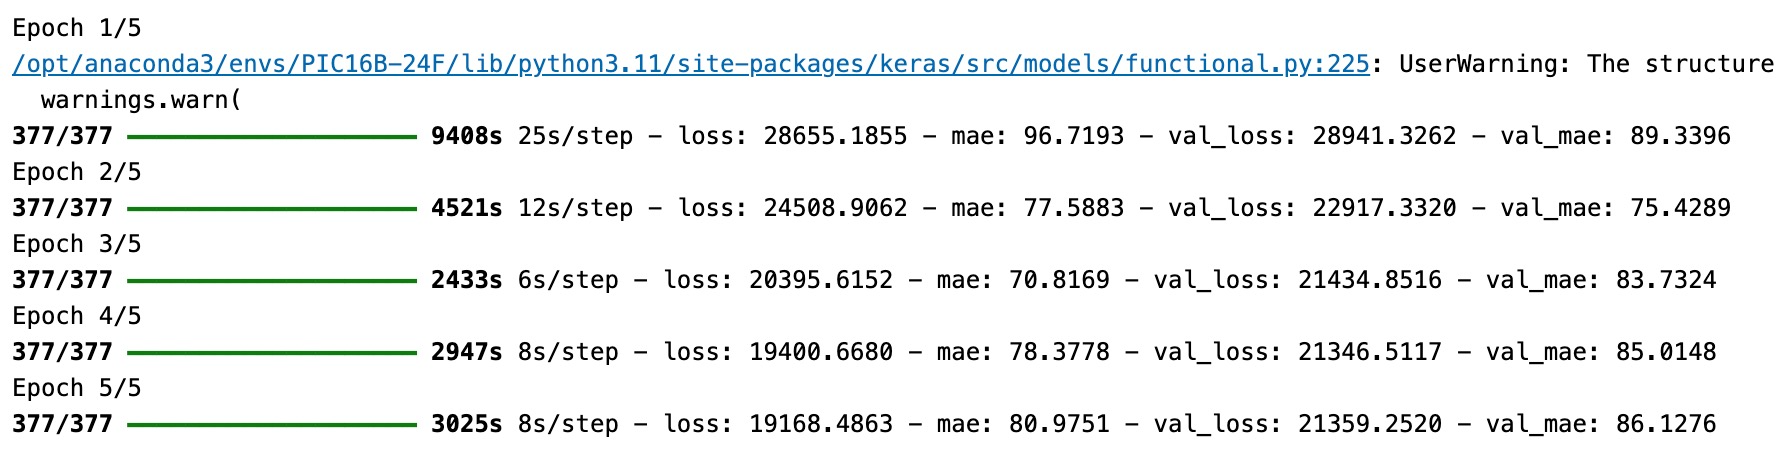 Epoch 1/5
/opt/anaconda3/envs/PIC16B-24F/lib/python3.11/site-packages/keras/src/models/functional.py:225: UserWarning: The structure
  warnings.warn(
377/377 ━━━━━━━━━━━━━━━━━━━━ 9408s 25s/step - loss: 28655.1855 - mae: 96.7193 - val_loss: 28941.3262 - val_mae: 89.3396
Epoch 2/5
377/377 ━━━━━━━━━━━━━━━━━━━━ 4521s 12s/step - loss: 24508.9062 - mae: 77.5883 - val_loss: 22917.3320 - val_mae: 75.4289
Epoch 3/5
377/377 ━━━━━━━━━━━━━━━━━━━━ 2433s 6s/step - loss: 20395.6152 - mae: 70.8169 - val_loss: 21434.8516 - val_mae: 83.7324
Epoch 4/5
377/377 ━━━━━━━━━━━━━━━━━━━━ 2947s 8s/step - loss: 19400.6680 - mae: 78.3778 - val_loss: 21346.5117 - val_mae: 85.0148
Epoch 5/5
377/377 ━━━━━━━━━━━━━━━━━━━━ 3025s 8s/step - loss: 19168.4863 - mae: 80.9751 - val_loss: 21359.2520 - val_mae: 86.1276